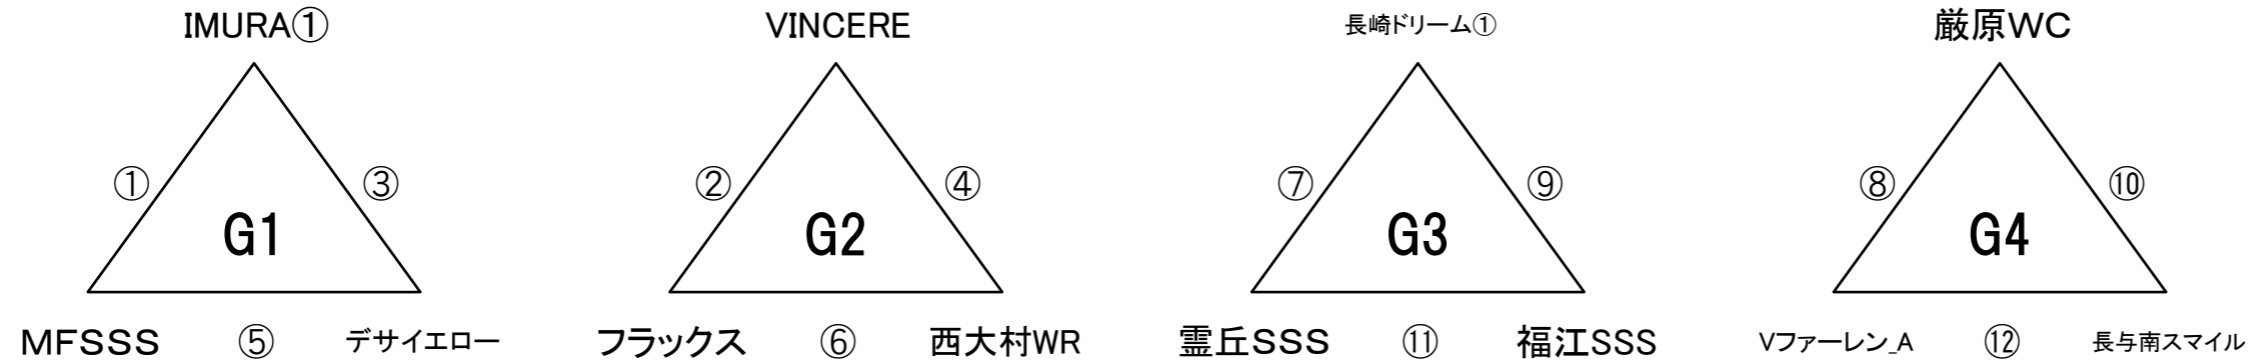 IMURA① VINCERE 長崎ドリーム① 厳原WC
① ③ ② ④ ⑦ ⑨ ⑧ ⑩
G1 G2 G3 G4
MFSSS ⑤ デサイエロー フラックス ⑥ 西大村WR 霊丘SSS ⑪ 福江SSS Vファーレン_A ⑫ 長与南スマイル